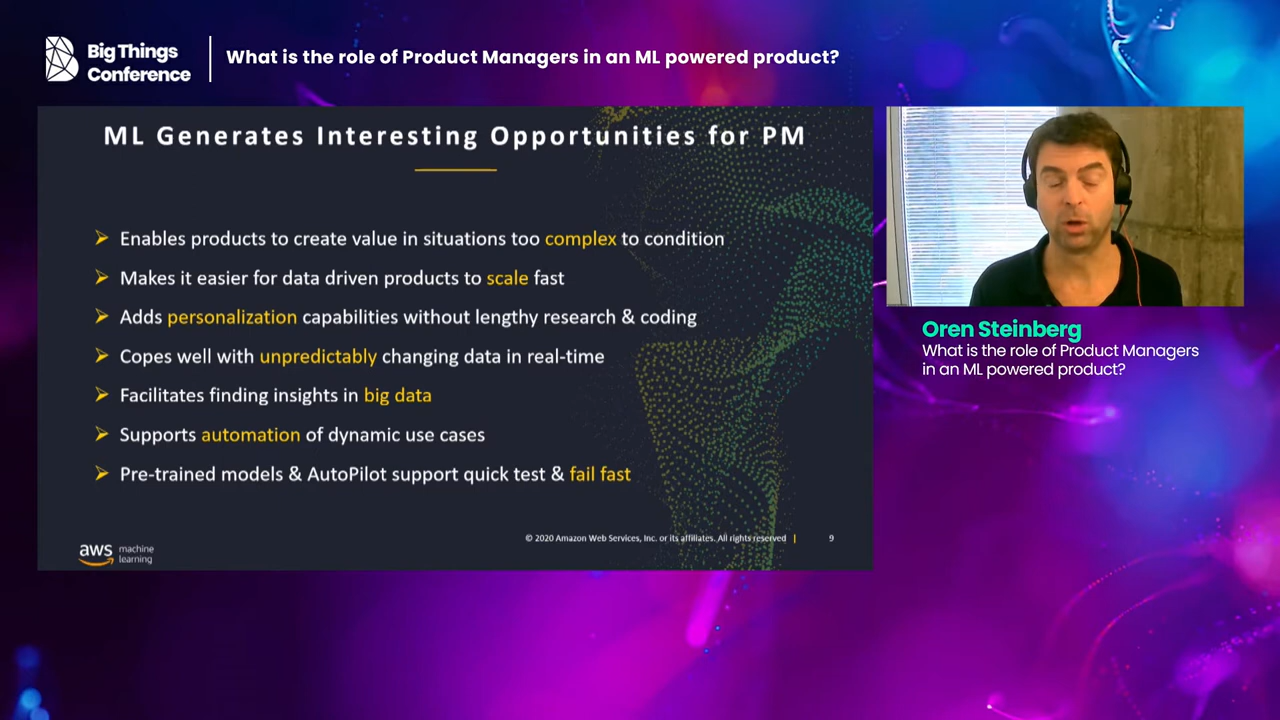 Big Things
Conference
What is the role of Product Managers in an ML powered product?
ML Generates Interesting Opportunities for PM
Enables products to create value in situations too complex to condition
Makes it easier for data driven products to scale fast
Adds personalization capabilities without lengthy research & coding
Copes well with unpredictably changing data in real-time
Facilitates finding insights in big data
Supports automation of dynamic use cases
Pre-trained models & AutoPilot support quick test & fail fast
aws machine
learning
© 2020 Amazon Web Services, Inc. or its affiliates. All rights reserved | 9
Oren Steinberg
What is the role of Product Managers
in an ML powered product?